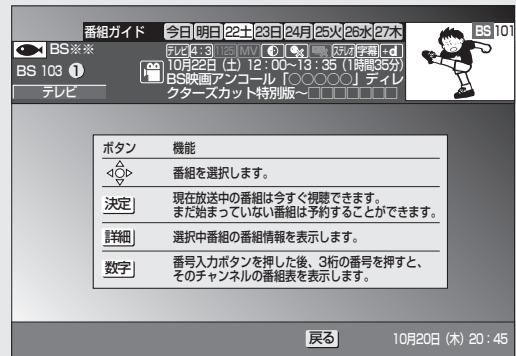 番組ガイド 今日 明日 22土 23日 24月 25火 26水 27木 BS 101
BS※※ テレビ 4:3 1125i MV ステレオ 字幕 +d
BS 103 ① 10月22日 (土) 12:00~13:35 (1時間35分)
BS映画アンコール「○○○○○」ディレ
テレビ クターズカット特別版~□□□□□□□
ボタン 機能
番組を選択します。
決定 現在放送中の番組は今すぐ視聴できます。
まだ始まっていない番組は予約することができます。
詳細 選択中番組の番組情報を表示します。
数字 番号入力ボタンを押した後、3桁の番号を押すと、
そのチャンネルの番組表を表示します。
戻る 10月20日 (木) 20:45